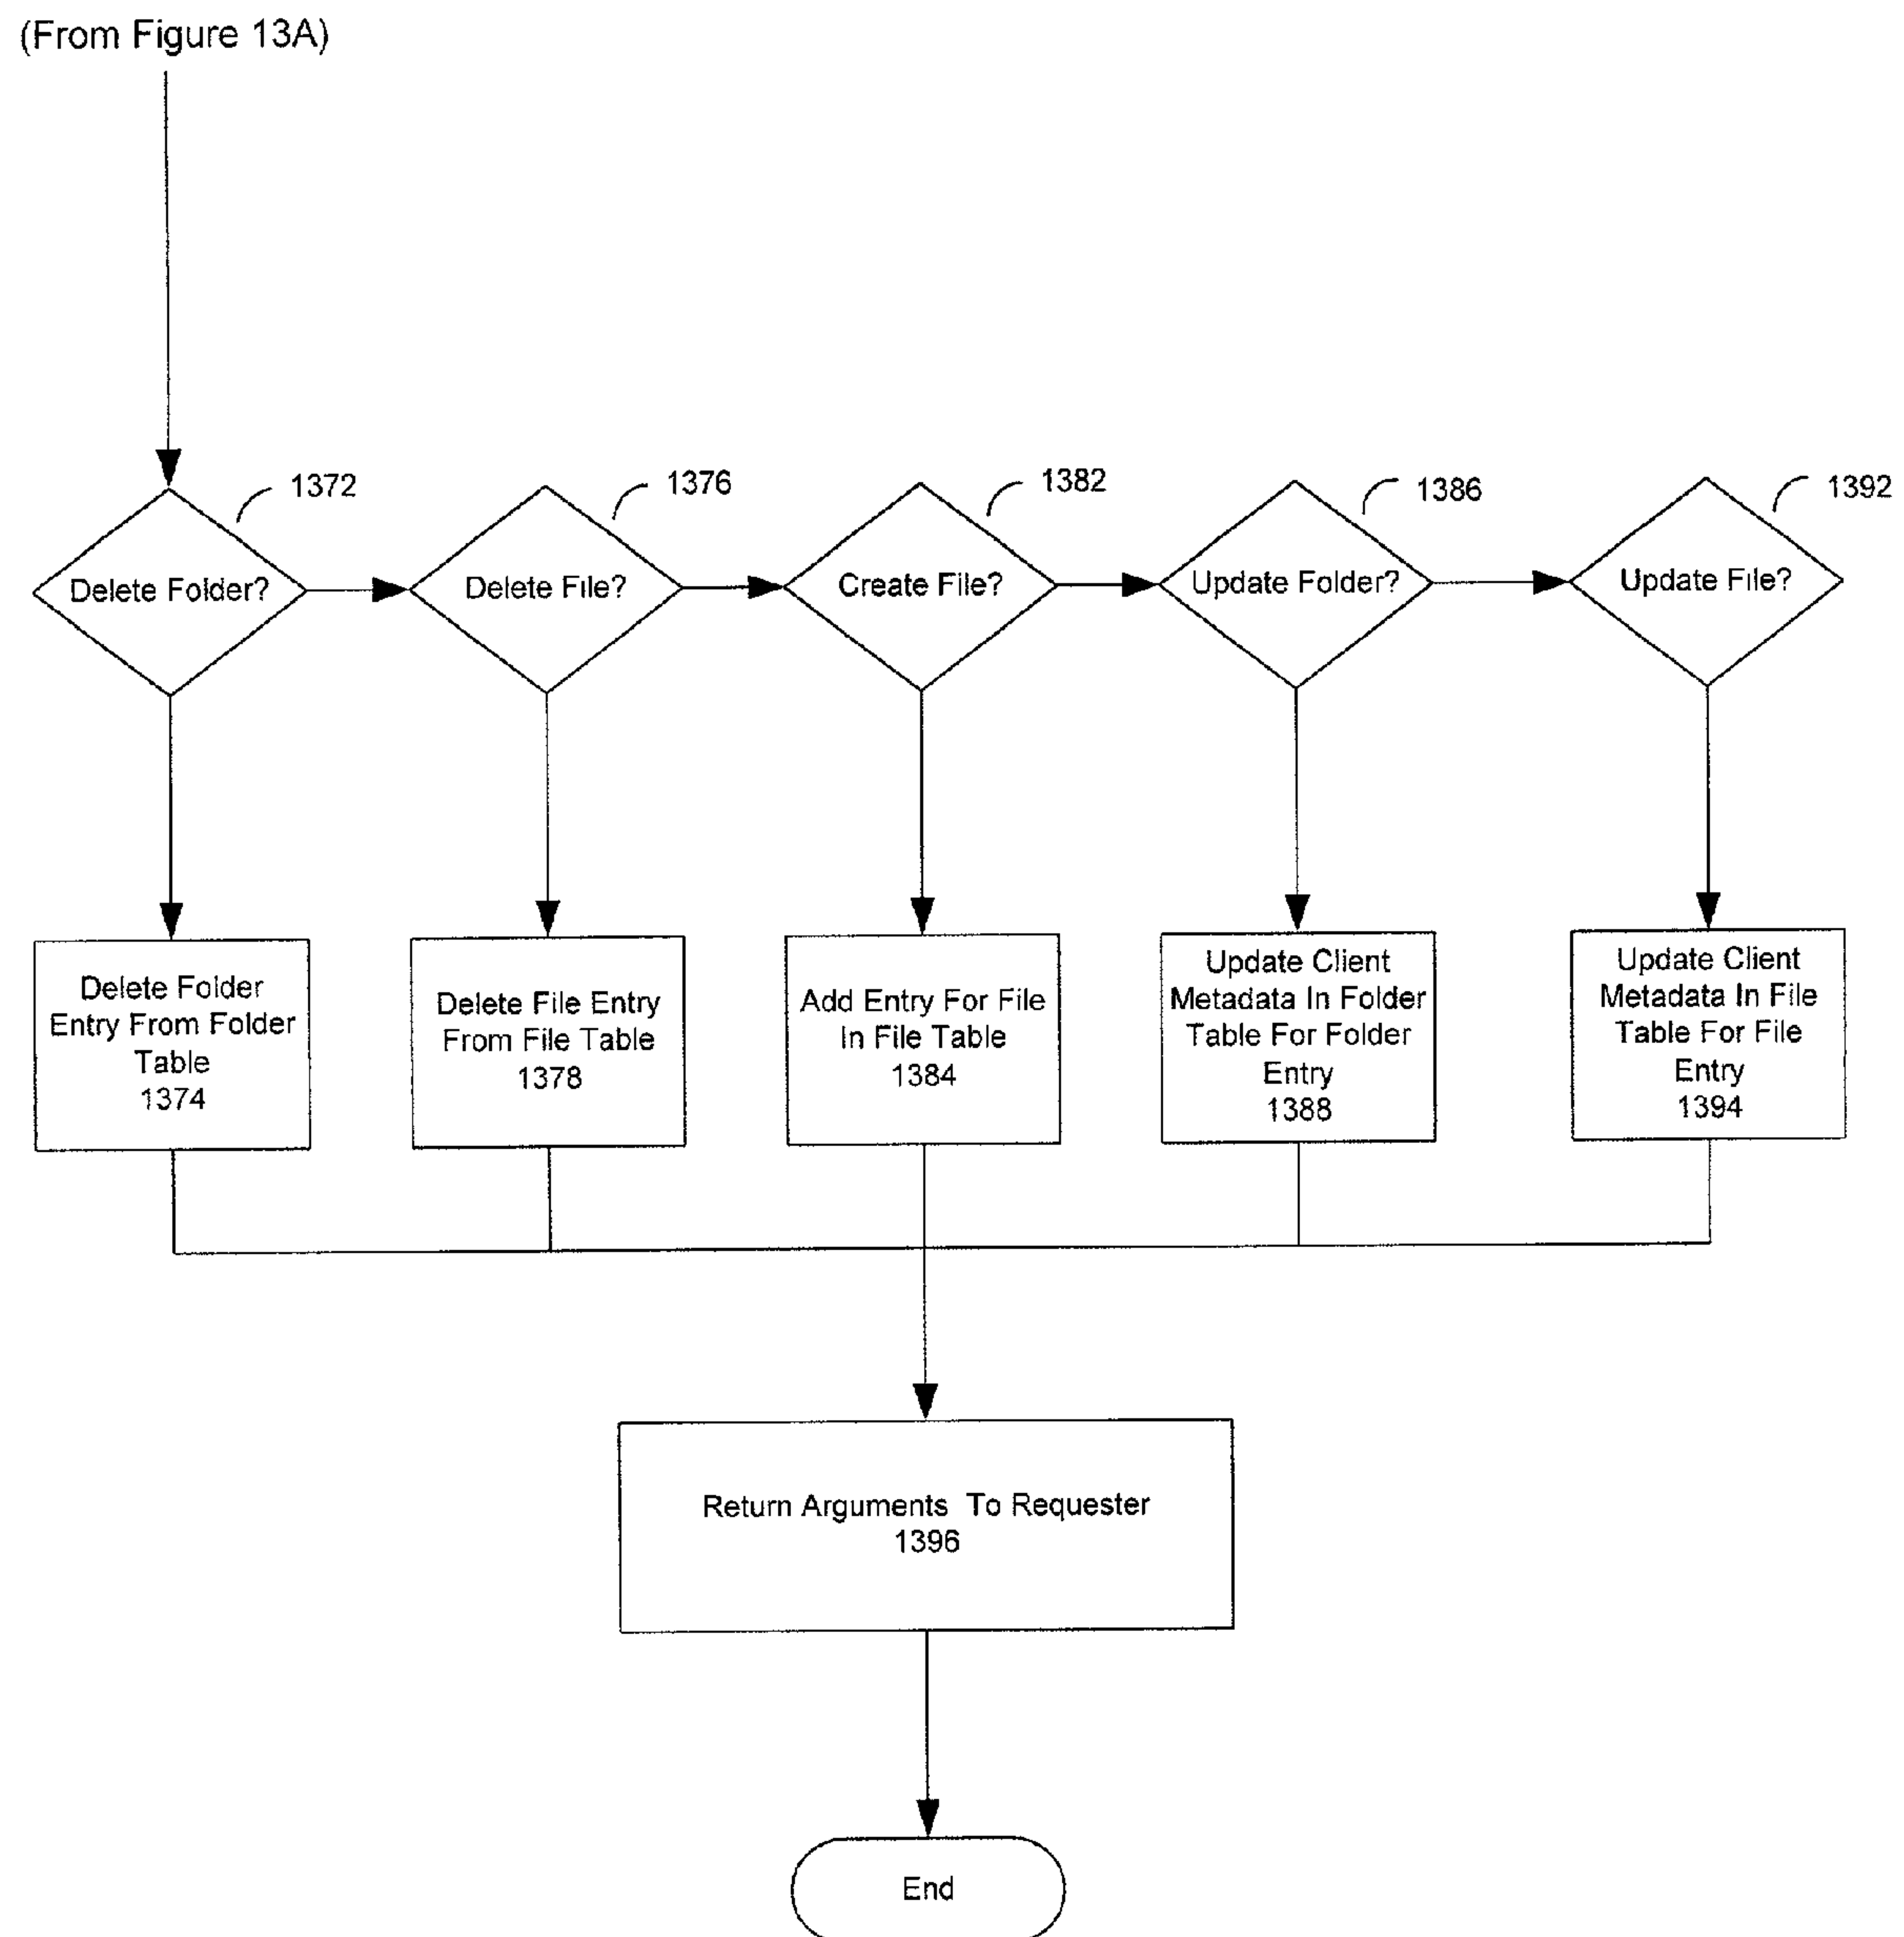 (From Figure 13A)
1372
1376
1382
1386
1392
Delete Folder?
Delete File?
Create File?
Update Folder?
Update File?
Delete Folder
Entry From Folder
Table
1374
Delete File Entry
From File Table
1378
Add Entry For File
In File Table
1384
Update Client
Metadata In Folder
Table For Folder
Entry
1388
Update Client
Metadata In File
Table For File
Entry
1394
Return Arguments To Requester
1396
End